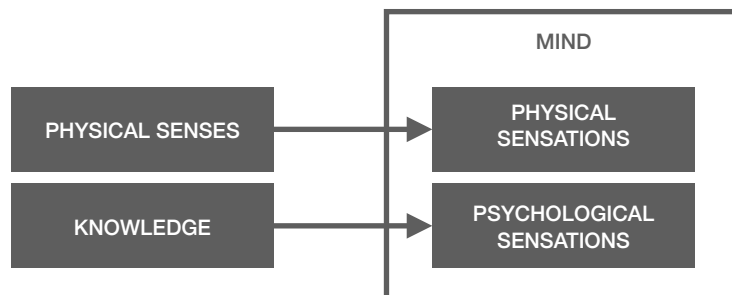 MIND
PHYSICAL SENSES
PHYSICAL
SENSATIONS
KNOWLEDGE
PSYCHOLOGICAL
SENSATIONS